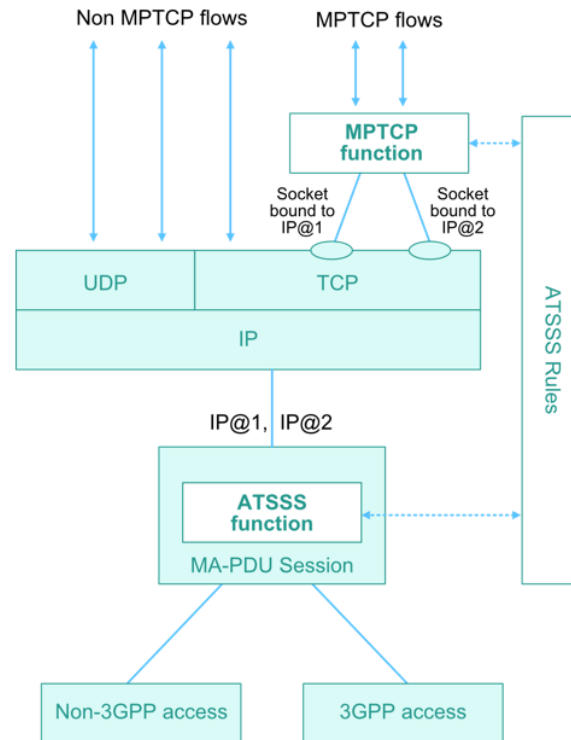 Non MPTCP flows
MPTCP flows
MPTCP
function
Socket
bound to
IP@1
Socket
bound to
IP@2
UDP
TCP
IP
ATSSS Rules
IP@1, IP@2
ATSSS
function
MA-PDU Session
Non-3GPP access
3GPP access